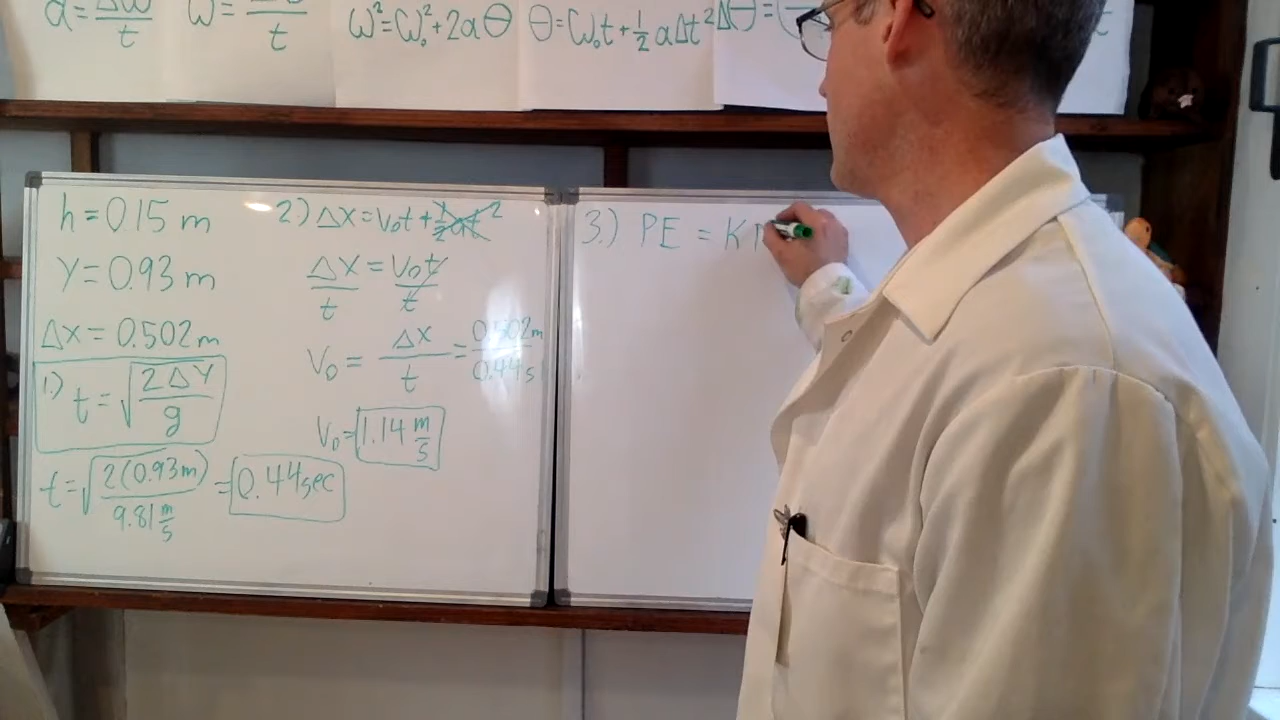 α = Δω/t
ω = /t
ω² = ω₀² + 2αθ
θ = ω₀t + ½αΔt²
Δθ =
h = 0.15 m
Y = 0.93 m
Δx = 0.502 m
1.) t = √(2ΔY/g)
t = √(2(0.93m)/9.81 m/s) = 0.44sec
2) Δx = v₀t + ½at²
Δx/t = v₀t/t
V₀ = Δx/t = 0.502m/0.44s
V₀ = 1.14 m/s
3.) PE = K